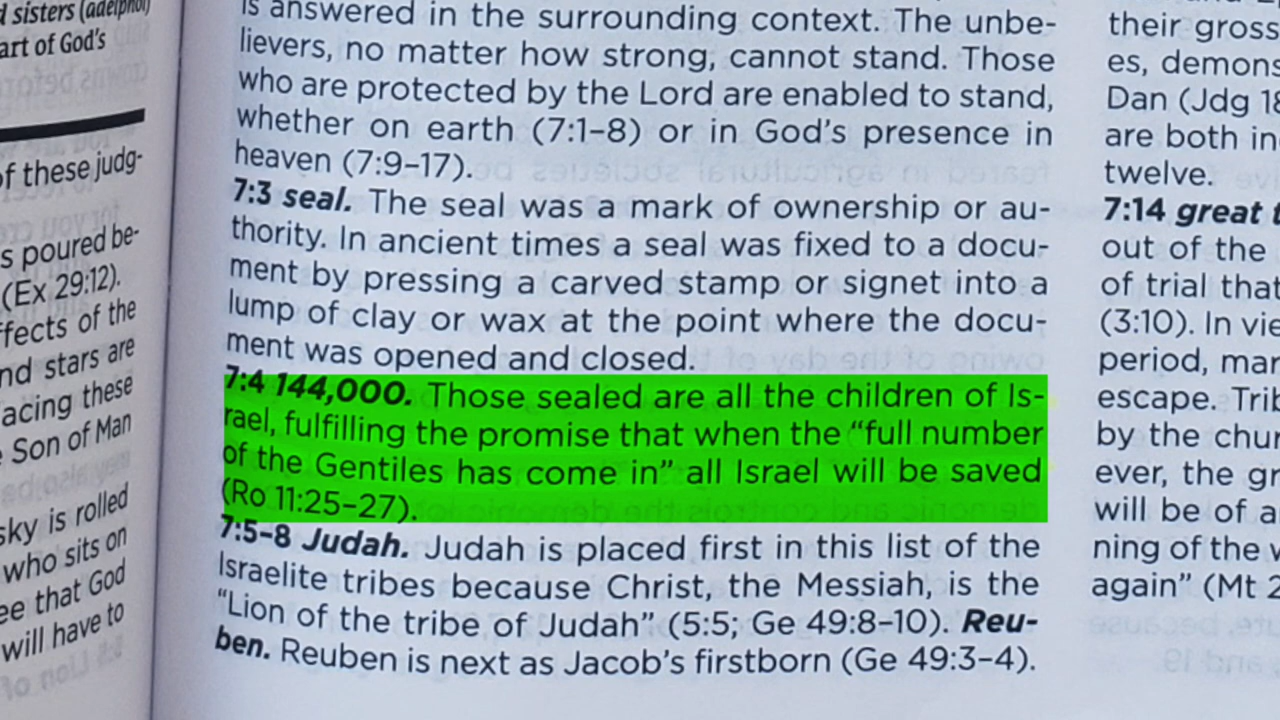 d sisters (adelphoi)
art of God's
of these judg-
s poured be-
(Ex 29:12).
ffects of the
nd stars are
acing these
e Son of Man
sky is rolled
who sits on
ee that God
will have to
is answered in the surrounding context. The unbe-
lievers, no matter how strong, cannot stand. Those
who are protected by the Lord are enabled to stand,
whether on earth (7:1–8) or in God's presence in
heaven (7:9–17).
7:3 seal. The seal was a mark of ownership or au-
thority. In ancient times a seal was fixed to a docu-
ment by pressing a carved stamp or signet into a
lump of clay or wax at the point where the docu-
ment was opened and closed.
7:4 144,000. Those sealed are all the children of Is-
rael, fulfilling the promise that when the “full number
of the Gentiles has come in” all Israel will be saved
(Ro 11:25–27).
7:5–8 Judah. Judah is placed first in this list of the
Israelite tribes because Christ, the Messiah, is the
“Lion of the tribe of Judah” (5:5; Ge 49:8–10). Reu-
ben. Reuben is next as Jacob's firstborn (Ge 49:3–4).
their gross
es, demons
Dan (Jdg 18
are both in
twelve.
7:14 great t
out of the
of trial that
(3:10). In vie
period, mar
escape. Trib
by the chur
ever, the gr
will be of a
ning of the w
again” (Mt 2